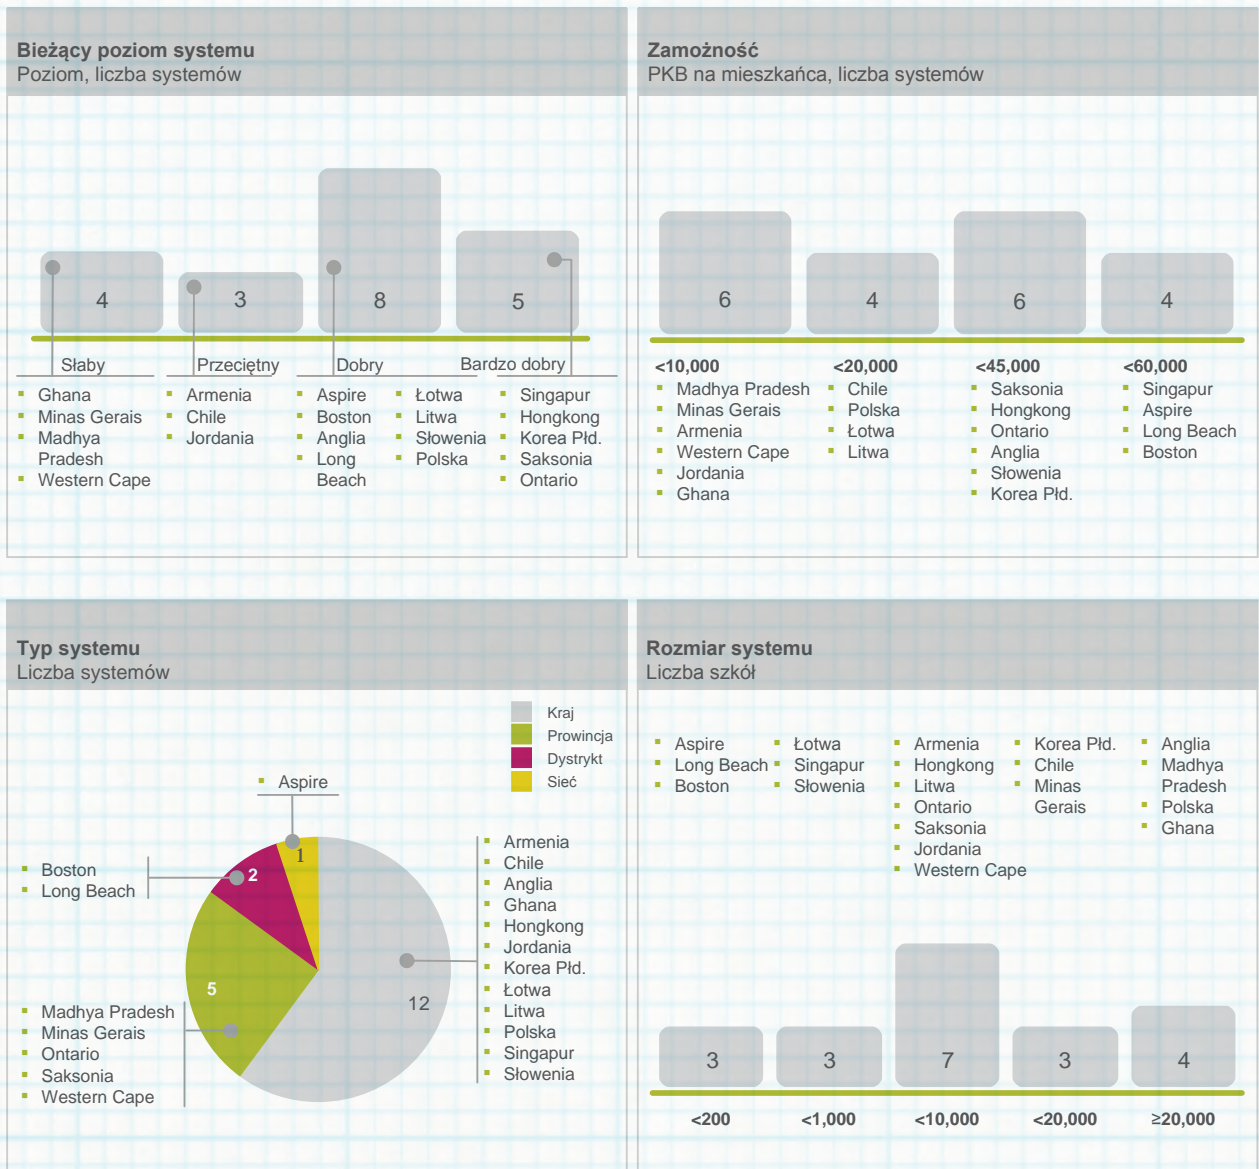 Bieżący poziom systemu
Poziom, liczba systemów
4
3
8
5
Słaby
Przeciętny
Dobry
Bardzo dobry
Ghana
Minas Gerais
Madhya
Pradesh
Western Cape
Armenia
Chile
Jordania
Aspire
Boston
Anglia
Long
Beach
Łotwa
Litwa
Słowenia
Polska
Singapur
Hongkong
Korea Płd.
Saksonia
Ontario
Zamożność
PKB na mieszkańca, liczba systemów
6
4
6
4
<10,000
Madhya Pradesh
Minas Gerais
Armenia
Western Cape
Jordania
Ghana
<20,000
Chile
Polska
Łotwa
Litwa
<45,000
Saksonia
Hongkong
Ontario
Anglia
Słowenia
Korea Płd.
<60,000
Singapur
Aspire
Long Beach
Boston
Typ systemu
Liczba systemów
Kraj
Prowincja
Dystrykt
Sieć
Aspire
1
Boston
Long Beach
2
5
Madhya Pradesh
Minas Gerais
Ontario
Saksonia
Western Cape
12
Armenia
Chile
Anglia
Ghana
Hongkong
Jordania
Korea Płd.
Łotwa
Litwa
Polska
Singapur
Słowenia
Rozmiar systemu
Liczba szkół
Aspire
Long Beach
Boston
Łotwa
Singapur
Słowenia
Armenia
Hongkong
Litwa
Ontario
Saksonia
Jordania
Western Cape
Korea Płd.
Chile
Minas
Gerais
Anglia
Madhya
Pradesh
Polska
Ghana
3
3
7
3
4
<200
<1,000
<10,000
<20,000
≥20,000